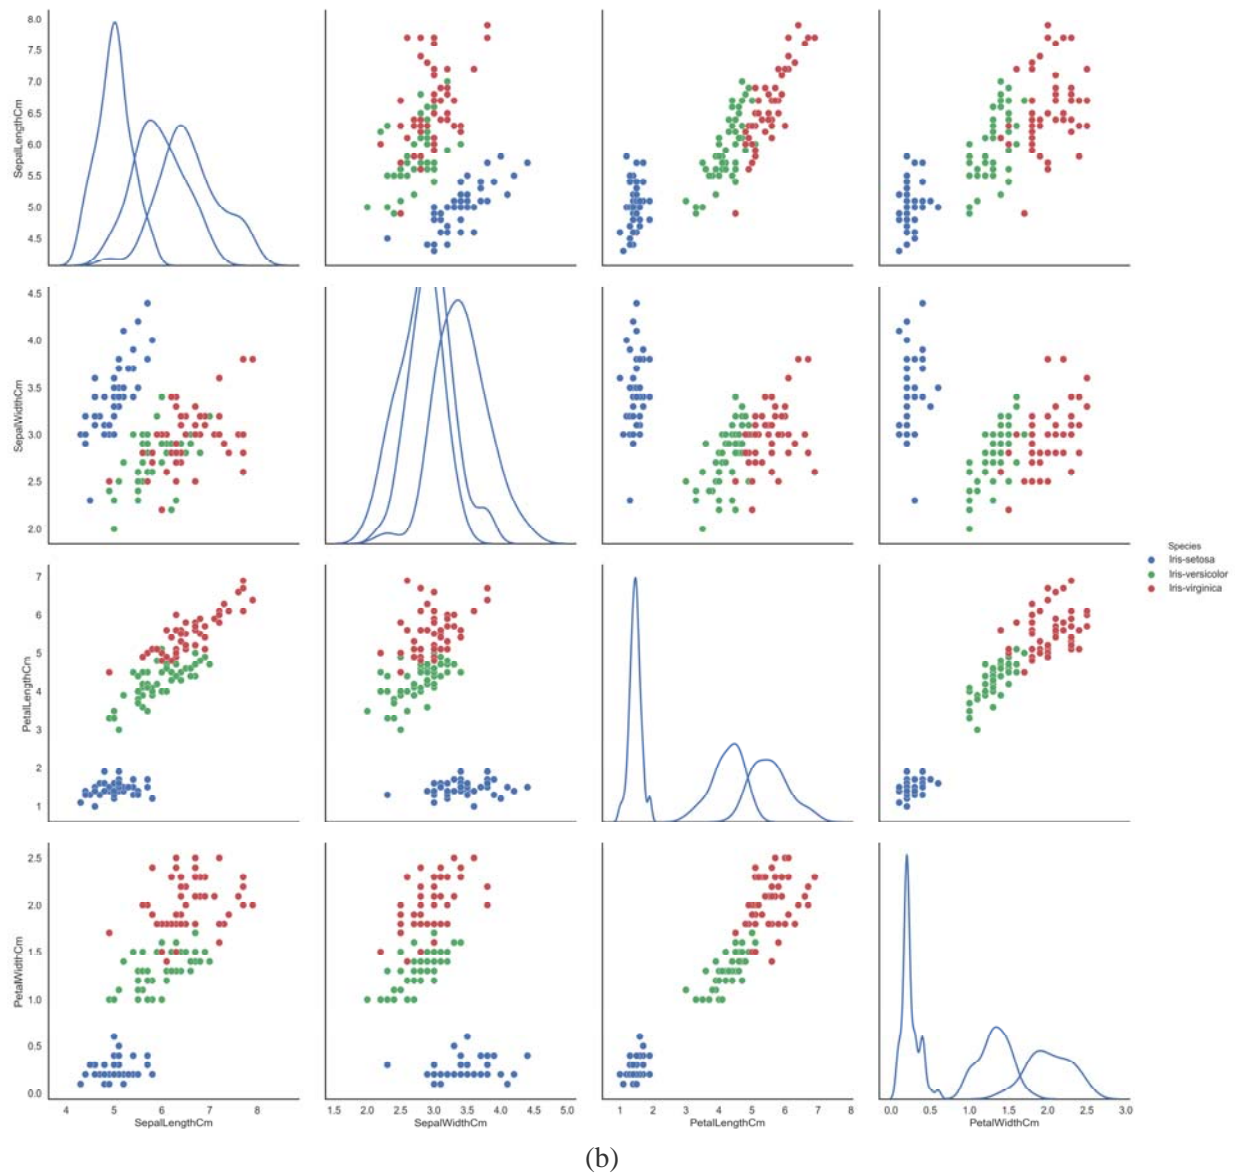 8.0
7.5
7.0
6.5
6.0
5.5
5.0
4.5
SepalLengthCm
4.5
4.0
3.5
3.0
2.5
2.0
SepalWidthCm
Species
Iris-setosa
Iris-versicolor
Iris-virginica
7
6
5
4
3
2
1
PetalLengthCm
2.5
2.0
1.5
1.0
0.5
0.0
PetalWidthCm
4 5 6 7 8
SepalLengthCm
1.5 2.0 2.5 3.0 3.5 4.0 4.5 5.0
SepalWidthCm
1 2 3 4 5 6 7 8
PetalLengthCm
0.0 0.5 1.0 1.5 2.0 2.5 3.0
PetalWidthCm
(b)